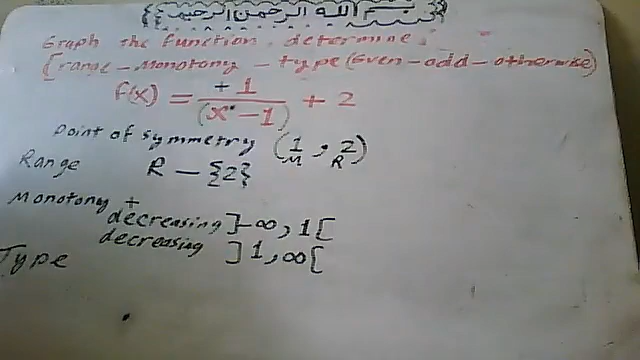 بسم الله الرحمن الرحيم
Graph the function, determine:
[range - Monotony - type (Even - odd - otherwise)]
f(x) = +1/(x - 1) + 2
Point of symmetry (1, 2)
M R
Range R - {2}
Monotony +
decreasing ]-∞, 1[
decreasing ]1, ∞[
Type